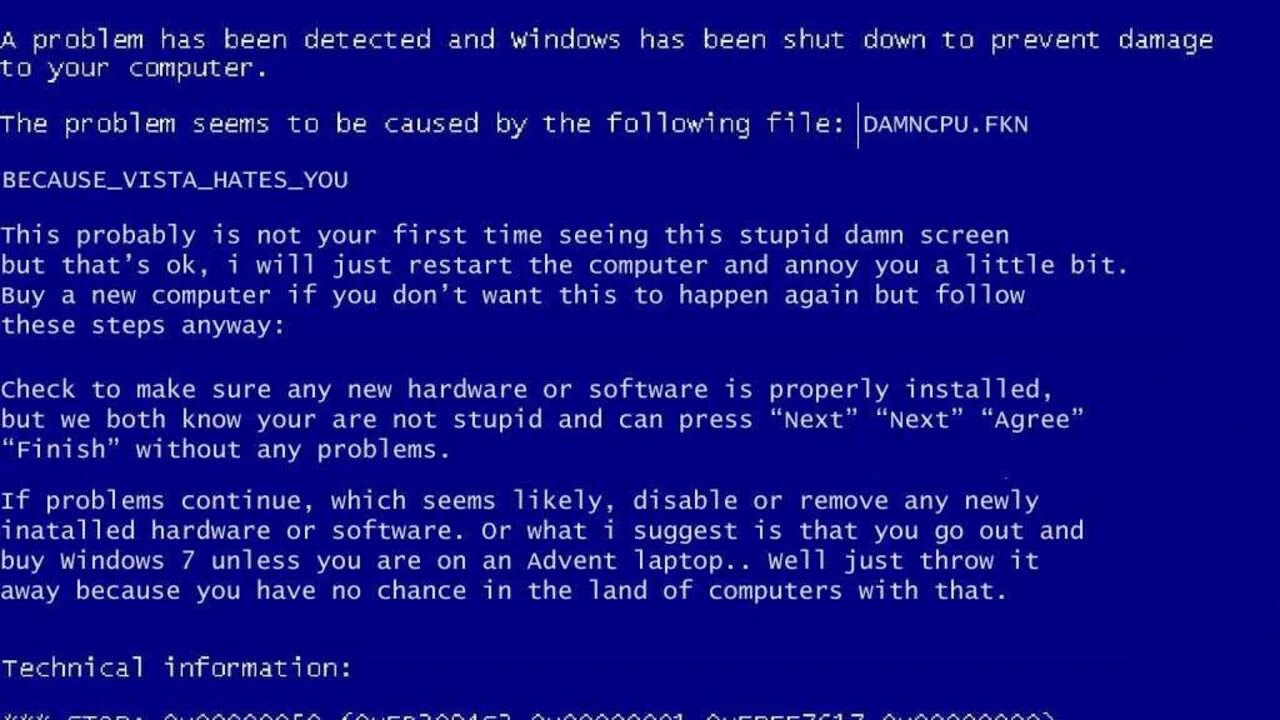 A problem has been detected and Windows has been shut down to prevent damage
to your computer.
The problem seems to be caused by the following file: DAMNCPU.FKN
BECAUSE_VISTA_HATES_YOU
This probably is not your first time seeing this stupid damn screen
but that’s ok, i will just restart the computer and annoy you a little bit.
Buy a new computer if you don’t want this to happen again but follow
these steps anyway:
Check to make sure any new hardware or software is properly installed,
but we both know your are not stupid and can press “Next” “Next” “Agree”
“Finish” without any problems.
If problems continue, which seems likely, disable or remove any newly
inatalled hardware or software. Or what i suggest is that you go out and
buy Windows 7 unless you are on an Advent laptop.. Well just throw it
away because you have no chance in the land of computers with that.
Technical information:
*** STOP: